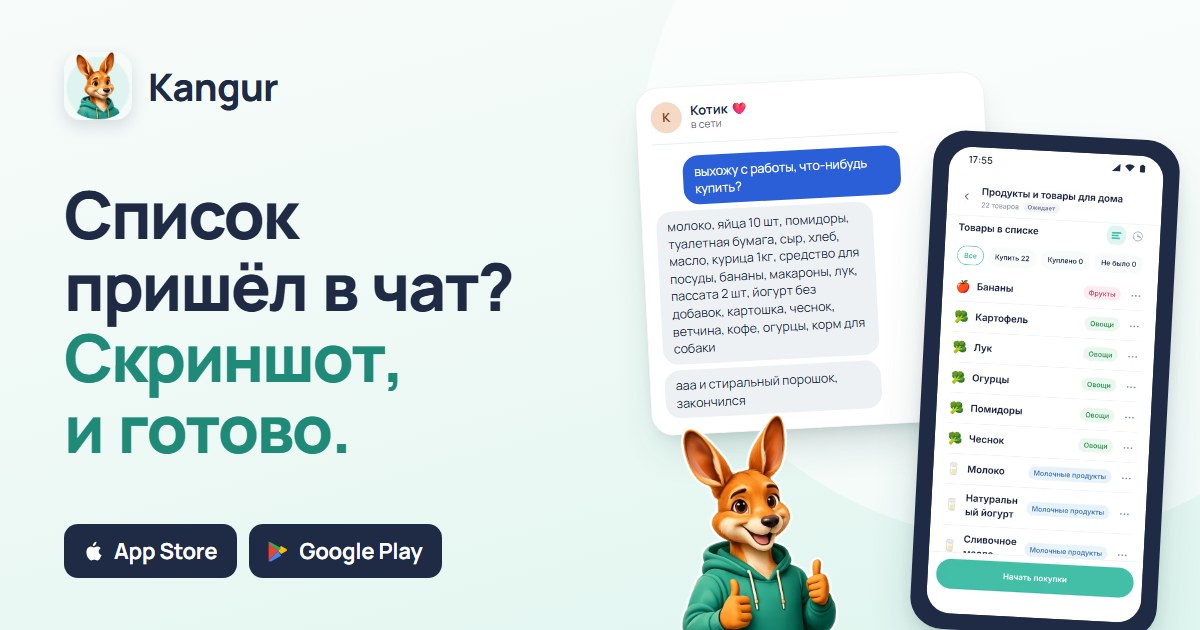 Kangur
Список
пришёл в чат?
Скриншот,
и готово.
App Store
Google Play
К
Котик ❤️
в сети
выхожу с работы, что-нибудь
купить?
молоко, яйца 10 шт, помидоры,
туалетная бумага, сыр, хлеб,
масло, курица 1кг, средство для
посуды, бананы, макароны, лук,
пассата 2 шт, йогурт без
добавок, картошка, чеснок,
ветчина, кофе, огурцы, корм для
собаки
ааа и стиральный порошок,
закончился
17:55
Продукты и товары для дома
22 товаров Ожидает
Товары в списке
Все Купить 22 Куплено 0 Не было 0
Бананы Фрукты
Картофель Овощи
Лук Овощи
Огурцы Овощи
Помидоры Овощи
Чеснок Овощи
Молоко Молочные продукты
Натуральн
ый йогурт Молочные продукты
Сливочное
Молочные продукты
Начать покупки